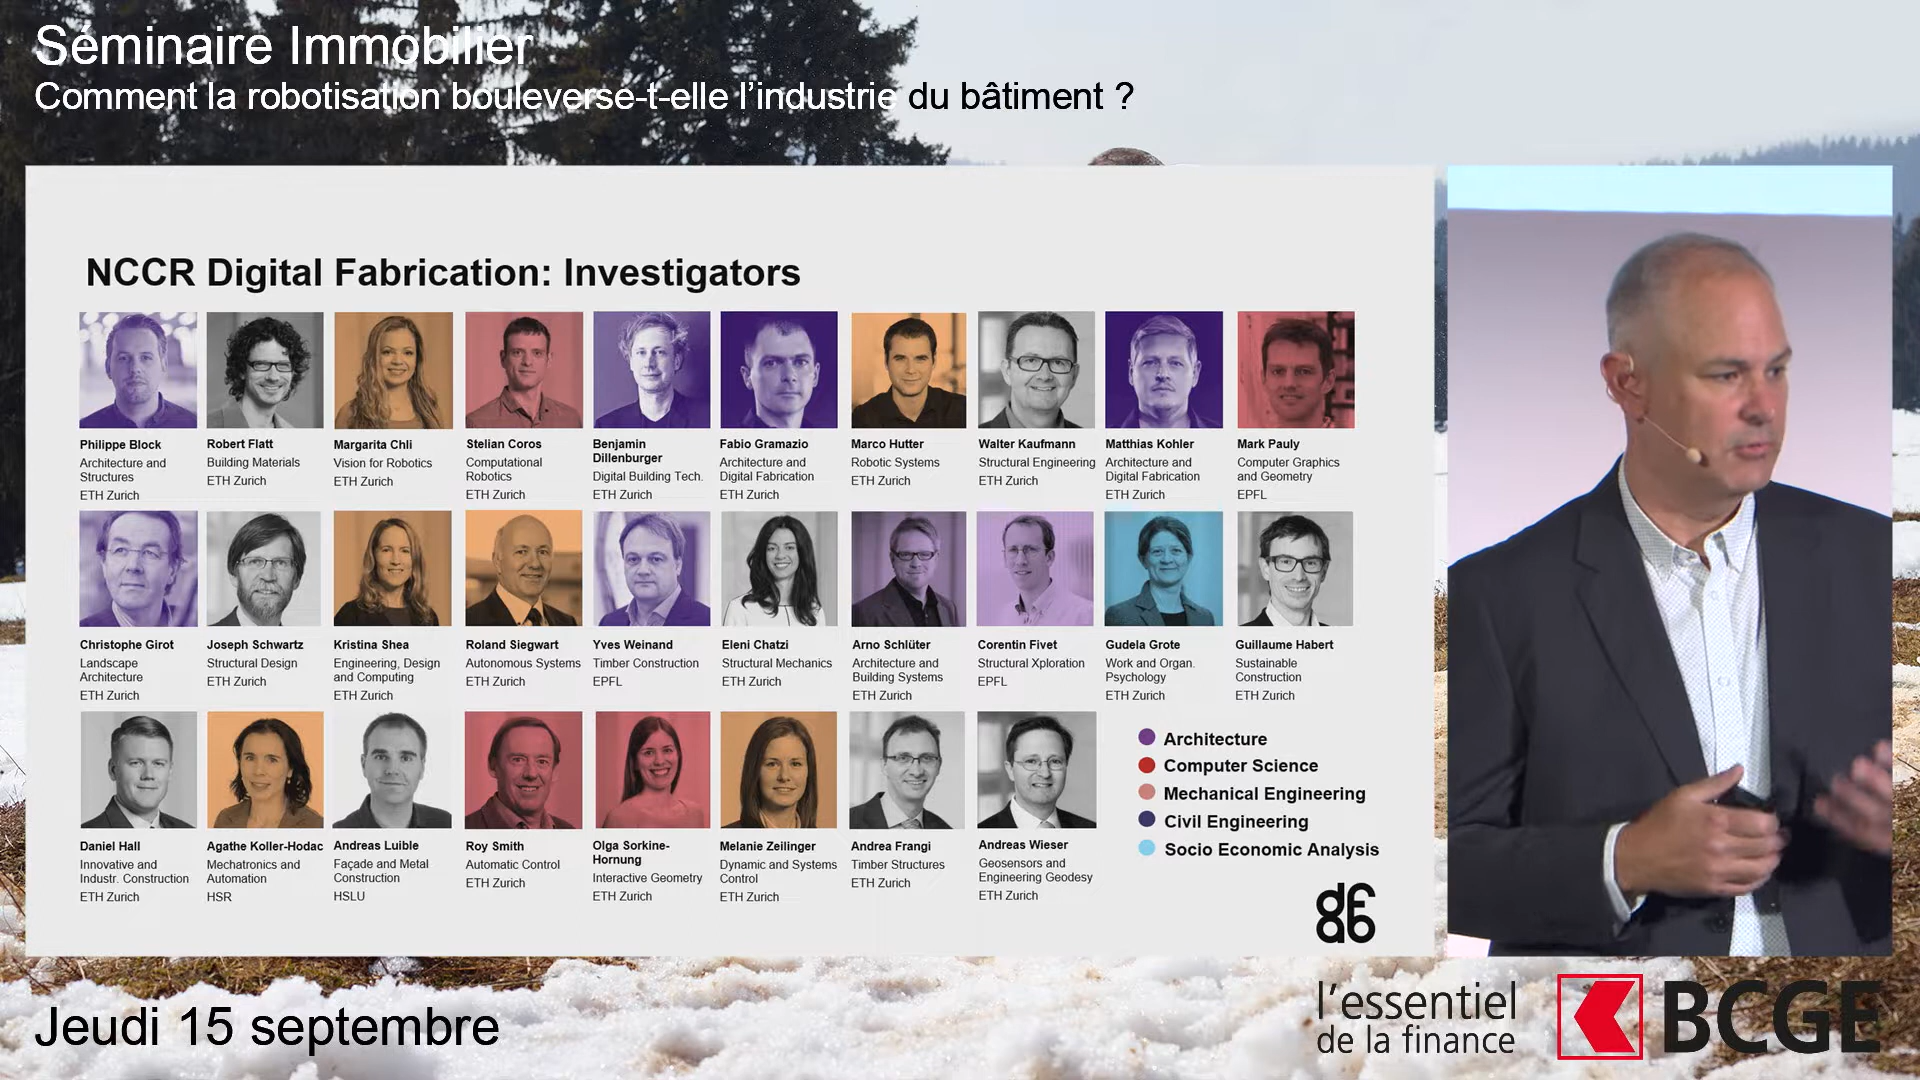 Séminaire Immobilier
Comment la robotisation bouleverse-t-elle l'industrie du bâtiment ?
NCCR Digital Fabrication: Investigators
Philippe Block
Architecture and
Structures
ETH Zurich
Robert Flatt
Building Materials
ETH Zurich
Margarita Chli
Vision for Robotics
ETH Zurich
Stelian Coros
Computational
Robotics
ETH Zurich
Benjamin
Dillenburger
Digital Building Tech.
ETH Zurich
Fabio Gramazio
Architecture and
Digital Fabrication
ETH Zurich
Marco Hutter
Robotic Systems
ETH Zurich
Walter Kaufmann
Structural Engineering
ETH Zurich
Matthias Kohler
Architecture and
Digital Fabrication
ETH Zurich
Mark Pauly
Computer Graphics
and Geometry
EPFL
Christophe Girot
Landscape
Architecture
ETH Zurich
Joseph Schwartz
Structural Design
ETH Zurich
Kristina Shea
Engineering, Design
and Computing
ETH Zurich
Roland Siegwart
Autonomous Systems
ETH Zurich
Yves Weinand
Timber Construction
EPFL
Eleni Chatzi
Structural Mechanics
ETH Zurich
Arno Schlüter
Architecture and
Building Systems
ETH Zurich
Corentin Fivet
Structural Xploration
EPFL
Gudela Grote
Work and Organ.
Psychology
ETH Zurich
Guillaume Habert
Sustainable
Construction
ETH Zurich
Daniel Hall
Innovative and
Industr. Construction
ETH Zurich
Agathe Koller-Hodac
Mechatronics and
Automation
HSR
Andreas Luible
Façade and Metal
Construction
HSLU
Roy Smith
Automatic Control
ETH Zurich
Olga Sorkine-
Hornung
Interactive Geometry
ETH Zurich
Melanie Zeilinger
Dynamic and Systems
Control
ETH Zurich
Andrea Frangi
Timber Structures
ETH Zurich
Andreas Wieser
Geosensors and
Engineering Geodesy
ETH Zurich
Architecture
Computer Science
Mechanical Engineering
Civil Engineering
Socio Economic Analysis
dfab
Jeudi 15 septembre
l'essentiel
de la finance
BCGE